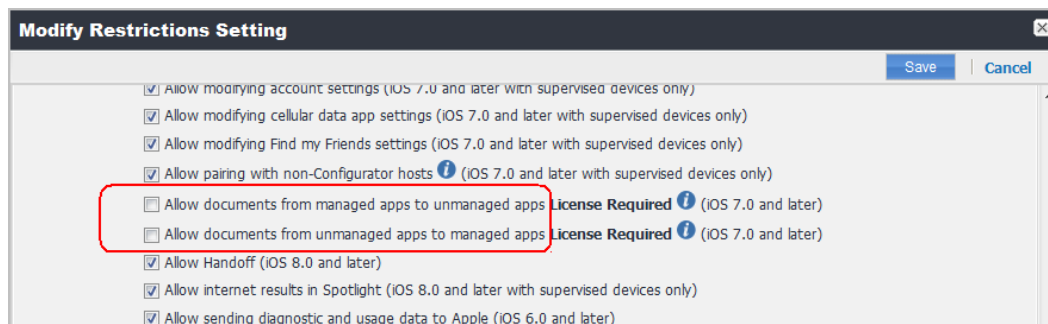 Modify Restrictions Setting
Save Cancel
Allow modifying account settings (iOS 7.0 and later with supervised devices only)
Allow modifying cellular data app settings (iOS 7.0 and later with supervised devices only)
Allow modifying Find my Friends settings (iOS 7.0 and later with supervised devices only)
Allow pairing with non-Configurator hosts i (iOS 7.0 and later with supervised devices only)
Allow documents from managed apps to unmanaged apps License Required i (iOS 7.0 and later)
Allow documents from unmanaged apps to managed apps License Required i (iOS 7.0 and later)
Allow Handoff (iOS 8.0 and later)
Allow internet results in Spotlight (iOS 8.0 and later with supervised devices only)
Allow sending diagnostic and usage data to Apple (iOS 6.0 and later)